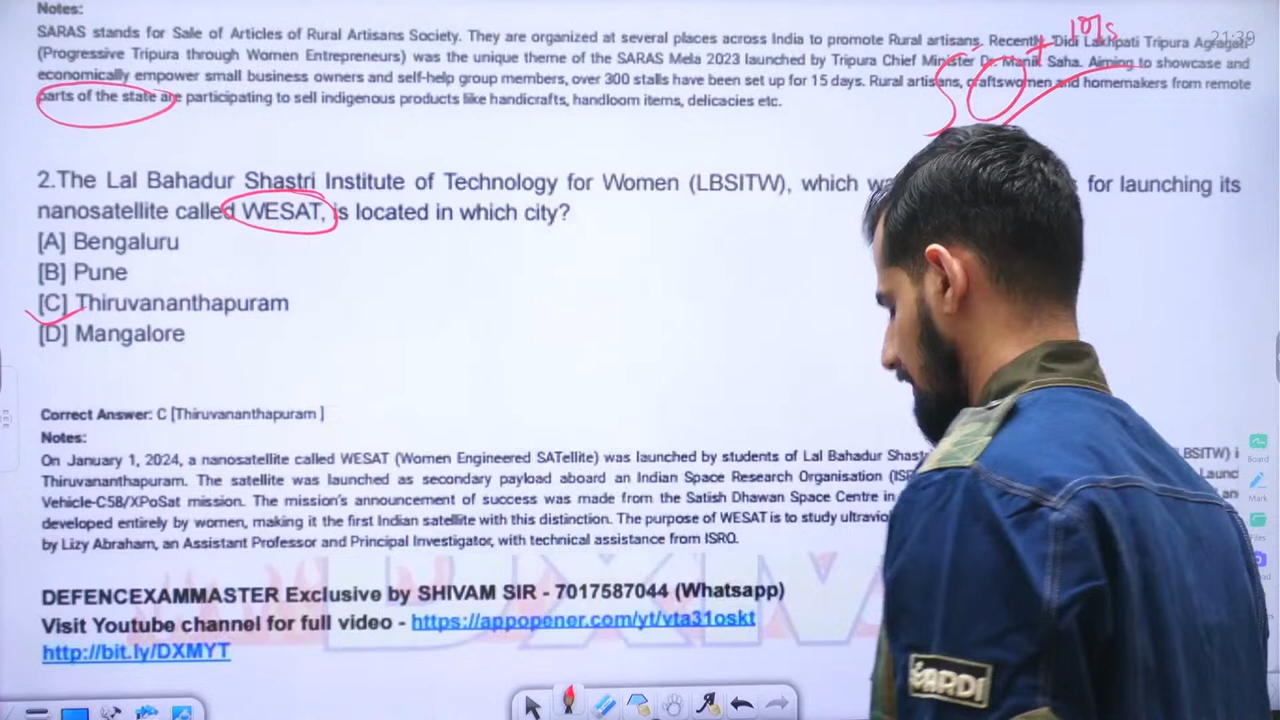 Notes:
SARAS stands for Sale of Articles of Rural Artisans Society. They are organized at several places across India to promote Rural artisans. Recently "Didi Lakhpati Tripura Agragati"
(Progressive Tripura through Women Entrepreneurs) was the unique theme of the SARAS Mela 2023 launched by Tripura Chief Minister Dr. Manik Saha. Aiming to showcase and
economically empower small business owners and self-help group members, over 300 stalls have been set up for 15 days. Rural artisans, craftswomen and homemakers from remote
parts of the state are participating to sell indigenous products like handicrafts, handloom items, delicacies etc.
21:39
2.The Lal Bahadur Shastri Institute of Technology for Women (LBSITW), which for launching its
nanosatellite called WESAT, is located in which city?
[A] Bengaluru
[B] Pune
[C] Thiruvananthapuram
[D] Mangalore
Correct Answer: C [Thiruvananthapuram ]
Notes:
On January 1, 2024, a nanosatellite called WESAT (Women Engineered SATellite) was launched by students of Lal Bahadur BSITW) i
Thiruvananthapuram. The satellite was launched as secondary payload aboard an Indian Space Research Organisation
Vehicle-C58/XPoSat mission. The mission's announcement of success was made from the Satish Dhawan Space Centre in an
developed entirely by women, making it the first Indian satellite with this distinction. The purpose of WESAT is to study
by Lizy Abraham, an Assistant Professor and Principal Investigator, with technical assistance from ISRO.
DEFENCEXAMMASTER Exclusive by SHIVAM SIR - 7017587044 (Whatsapp)
Visit Youtube channel for full video - https://appopener.com/yt/vta31oskt
http://bit.ly/DXMYT
Board
Mark
Files